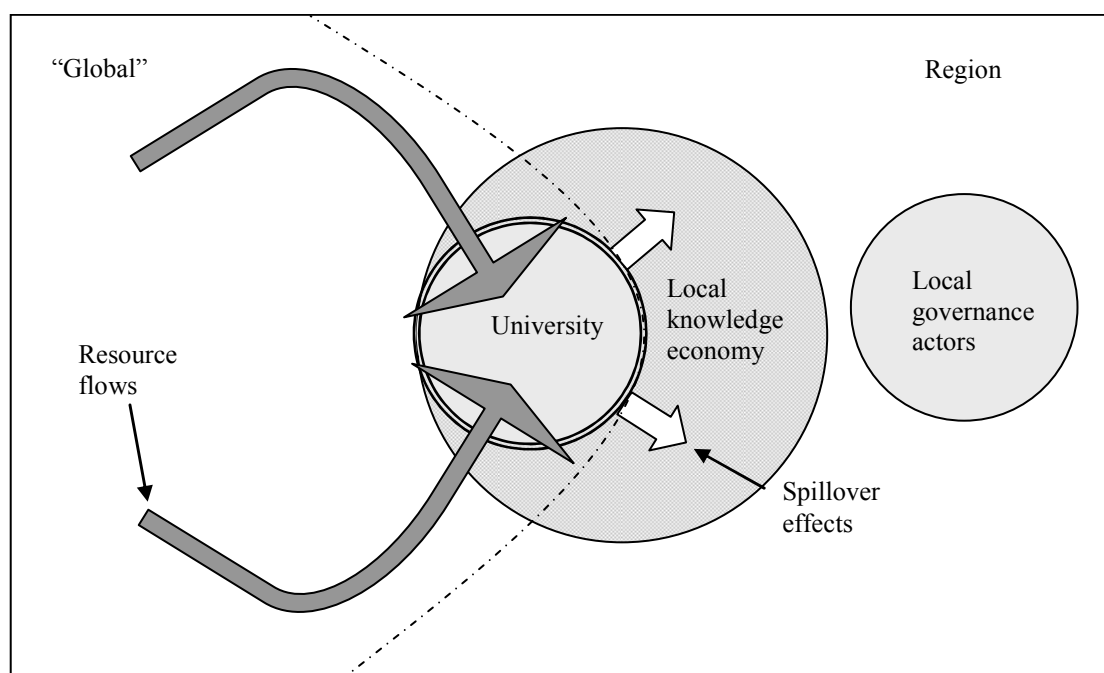 “Global”
Region
University
Local
knowledge
economy
Local
governance
actors
Resource
flows
Spillover
effects